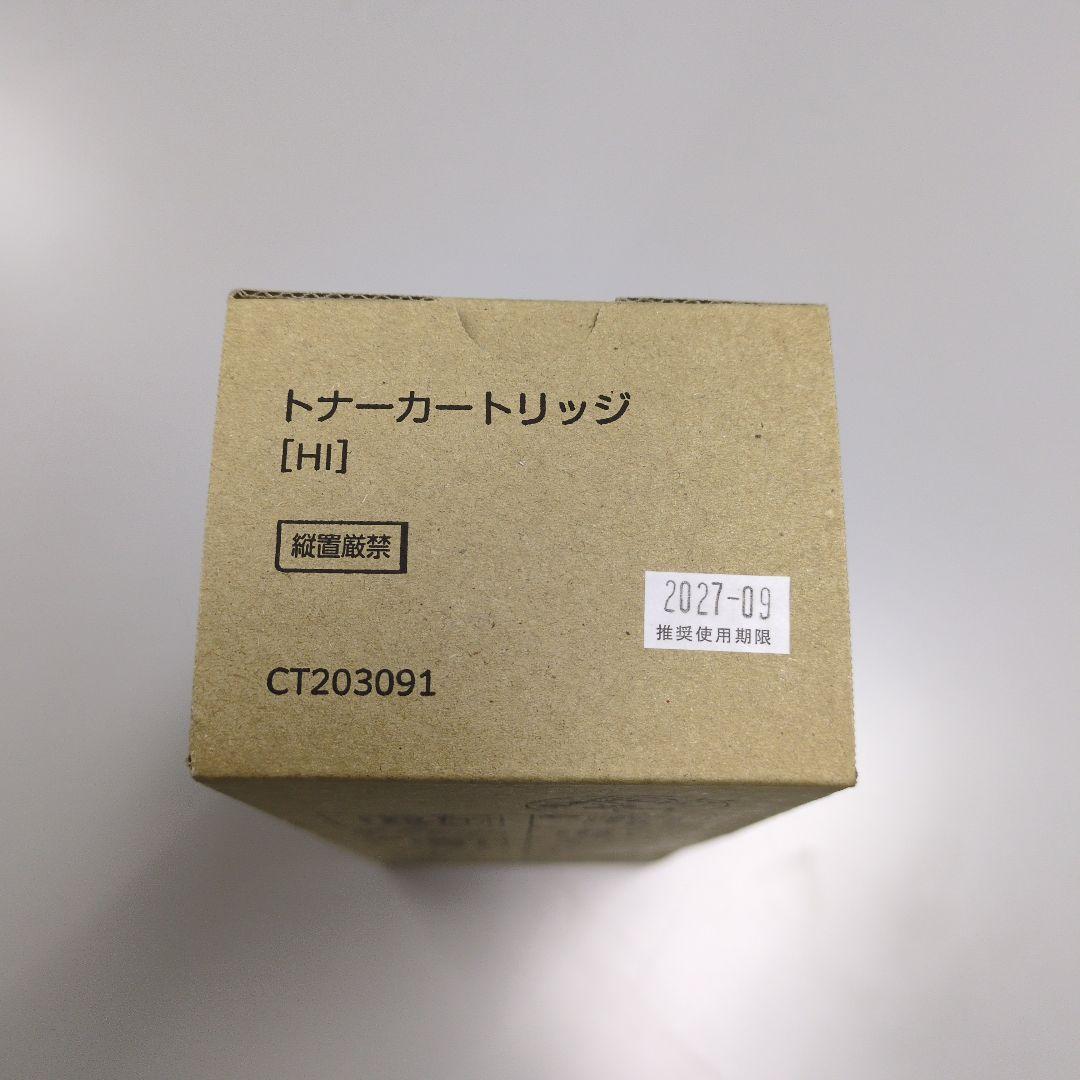 トナーカートリッジ
[HI]
縦置厳禁
2027-09
推奨使用期限
CT203091